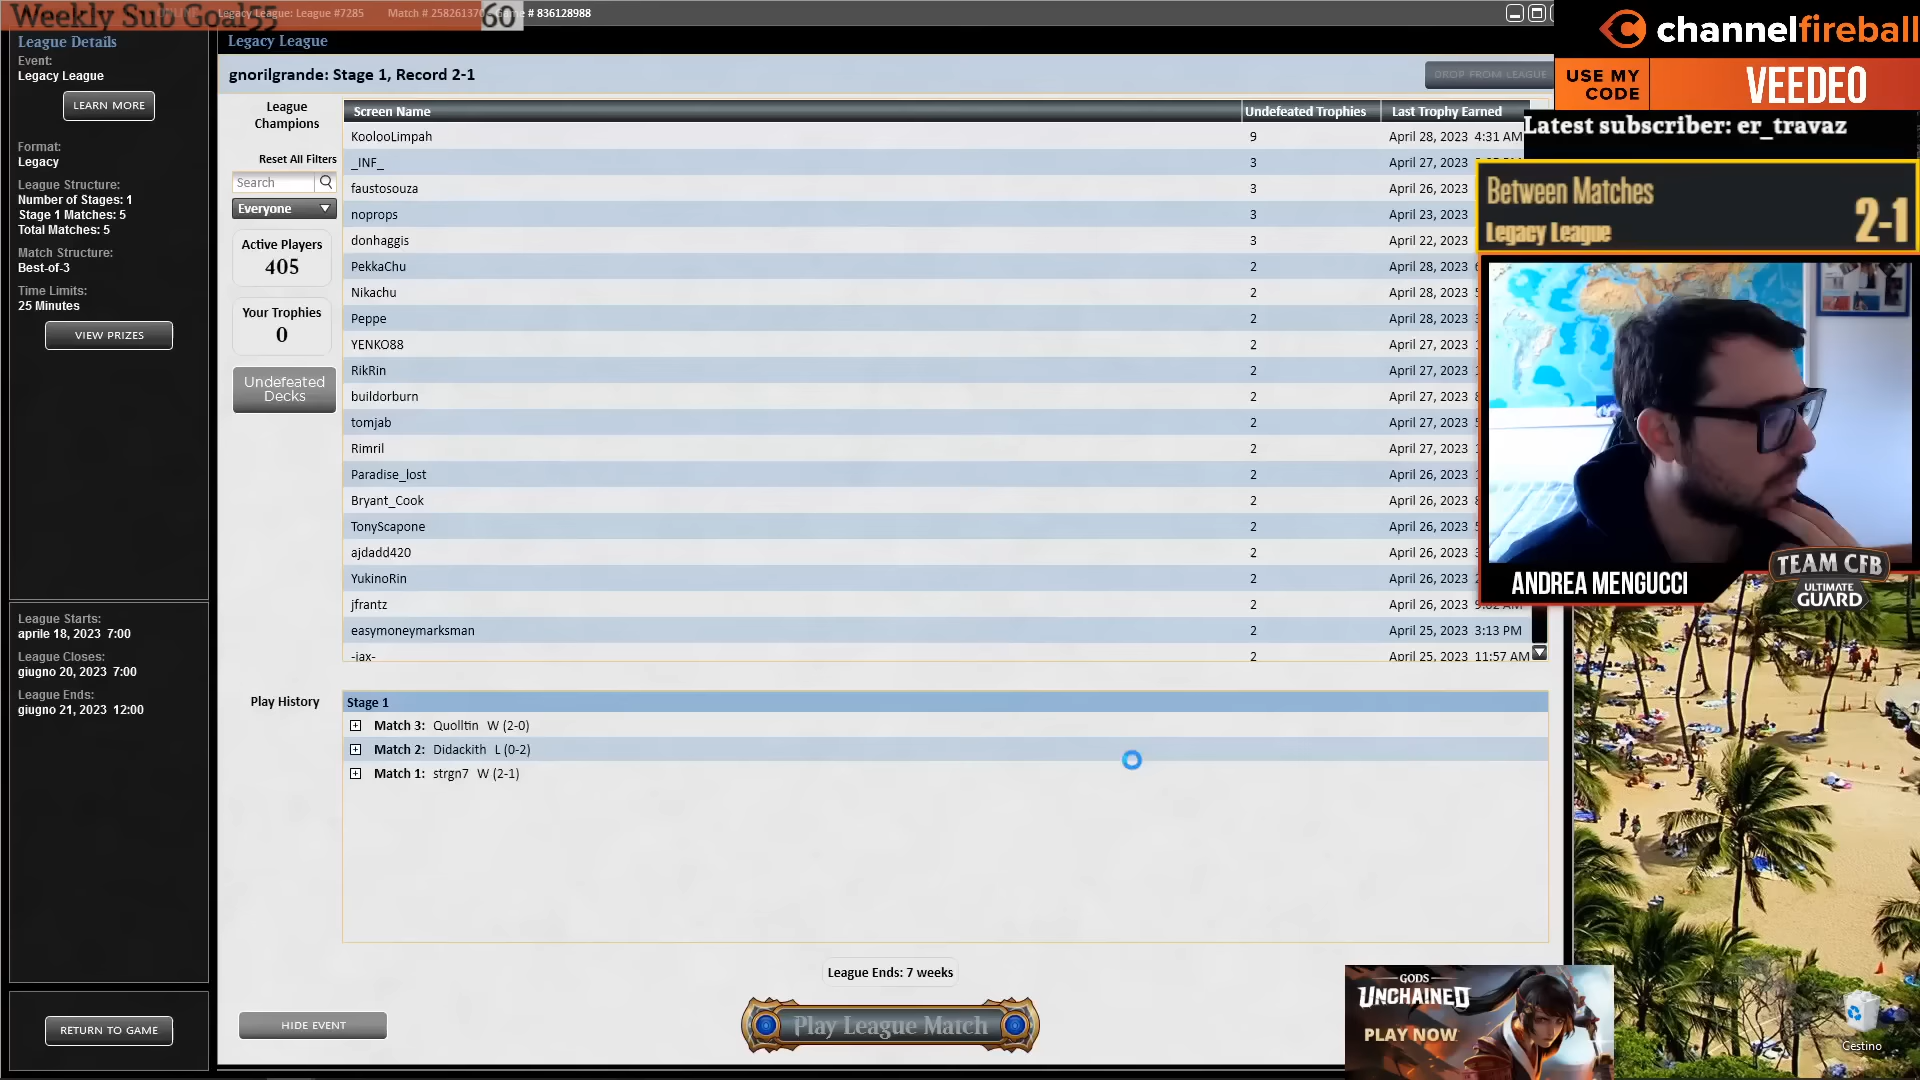 Weekly Sub Goal 55
60
Legacy League: League #7285
Match # 258261370
Game # 836128988
League Details
Event:
Legacy League
LEARN MORE
Format:
Legacy
League Structure:
Number of Stages: 1
Stage 1 Matches: 5
Total Matches: 5
Match Structure:
Best-of-3
Time Limits:
25 Minutes
VIEW PRIZES
League Starts:
aprile 18, 2023 7:00
League Closes:
giugno 20, 2023 7:00
League Ends:
giugno 21, 2023 12:00
RETURN TO GAME
Legacy League
gnorilgrande: Stage 1, Record 2-1
DROP FROM LEAGUE
League
Champions
Reset All Filters
Search
Everyone
Active Players
405
Your Trophies
0
Undefeated
Decks
Screen Name Undefeated Trophies Last Trophy Earned
KoolooLimpah 9 April 28, 2023 4:31 AM
_INF_ 3 April 27, 2023
faustosouza 3 April 26, 2023
noprops 3 April 23, 2023
donhaggis 3 April 22, 2023
PekkaChu 2 April 28, 2023
Nikachu 2 April 28, 2023
Peppe 2 April 28, 2023
YENKO88 2 April 27, 2023
RikRin 2 April 27, 2023
buildorburn 2 April 27, 2023
tomjab 2 April 27, 2023
Rimril 2 April 27, 2023
Paradise_lost 2 April 26, 2023
Bryant_Cook 2 April 26, 2023
TonyScapone 2 April 26, 2023
ajdadd420 2 April 26, 2023
YukinoRin 2 April 26, 2023
jfrantz 2 April 26, 2023
easymoneymarksman 2 April 25, 2023 3:13 PM
-jax- 2 April 25, 2023 11:57 AM
Play History
Stage 1
Match 3: Quolltin W (2-0)
Match 2: Didackith L (0-2)
Match 1: strgn7 W (2-1)
League Ends: 7 weeks
HIDE EVENT
Play League Match
channelfireball
USE MY
CODE
VEEDEO
Latest subscriber: er_travaz
Between Matches
Legacy League
2-1
ANDREA MENGUCCI
TEAM CFB
ULTIMATE
GUARD
GODS
UNCHAINED
PLAY NOW
Cestino